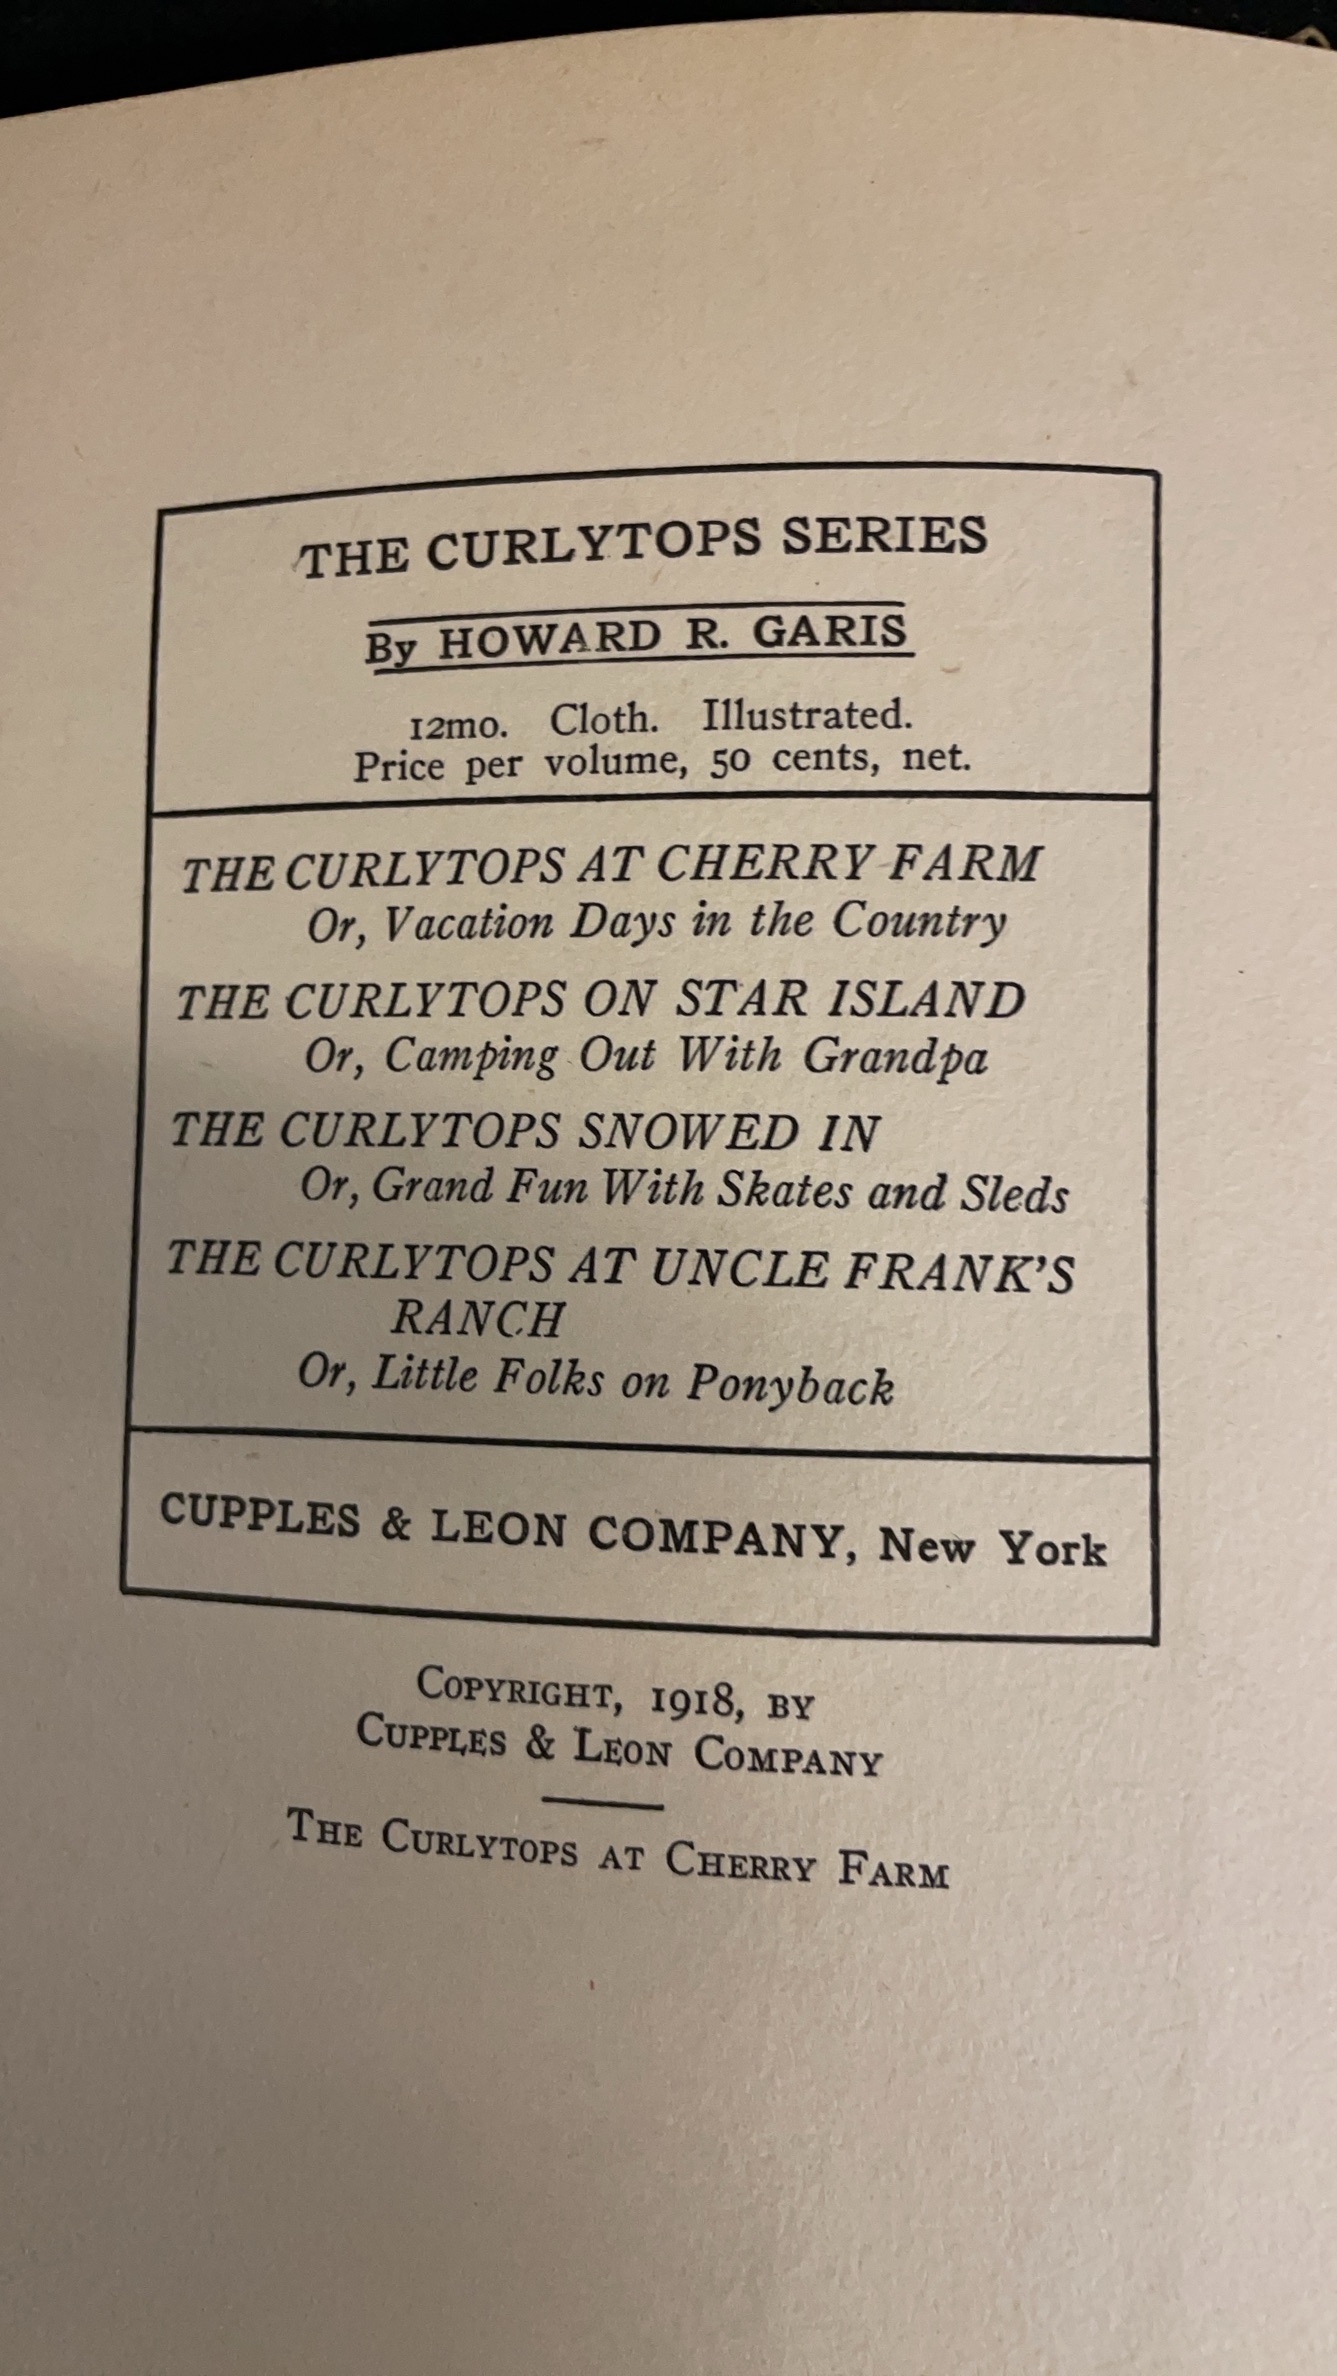 THE CURLYTOPS SERIES
By HOWARD R. GARIS
12mo. Cloth. Illustrated.
Price per volume, 50 cents, net.
THE CURLYTOPS AT CHERRY FARM
Or, Vacation Days in the Country
THE CURLYTOPS ON STAR ISLAND
Or, Camping Out With Grandpa
THE CURLYTOPS SNOWED IN
Or, Grand Fun With Skates and Sleds
THE CURLYTOPS AT UNCLE FRANK'S
RANCH
Or, Little Folks on Ponyback
CUPPLES & LEON COMPANY, New York
COPYRIGHT, 1918, BY
CUPPLES & LEON COMPANY
THE CURLYTOPS AT CHERRY FARM